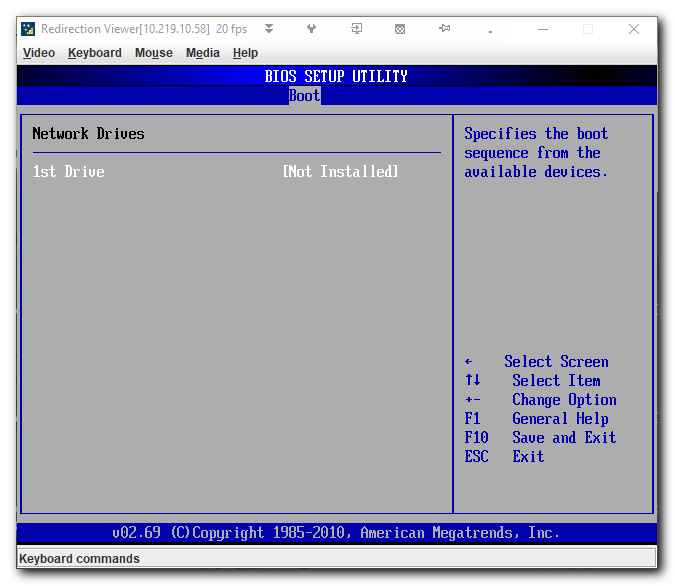 Redirection Viewer[10.219.10.58] 20 fps
Video Keyboard Mouse Media Help
BIOS SETUP UTILITY
Boot
Network Drives
1st Drive [Not Installed]
Specifies the boot
sequence from the
available devices.
← Select Screen
↑↓ Select Item
+- Change Option
F1 General Help
F10 Save and Exit
ESC Exit
v02.69 (C)Copyright 1985-2010, American Megatrends, Inc.
Keyboard commands